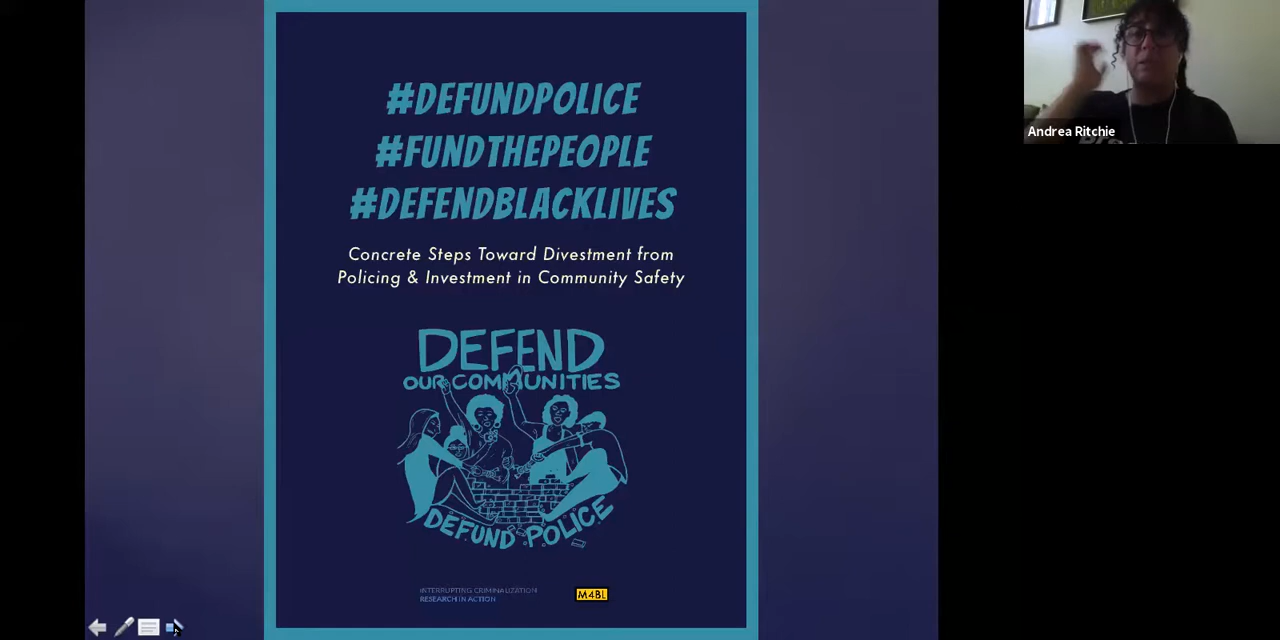 #DEFUNDPOLICE
#FUNDTHEPEOPLE
#DEFENDBLACKLIVES
Concrete Steps Toward Divestment from
Policing & Investment in Community Safety
DEFEND
OUR COMMUNITIES
DEFUND POLICE
INTERRUPTING CRIMINALIZATION
RESEARCH IN ACTION
M4BL
Andrea Ritchie